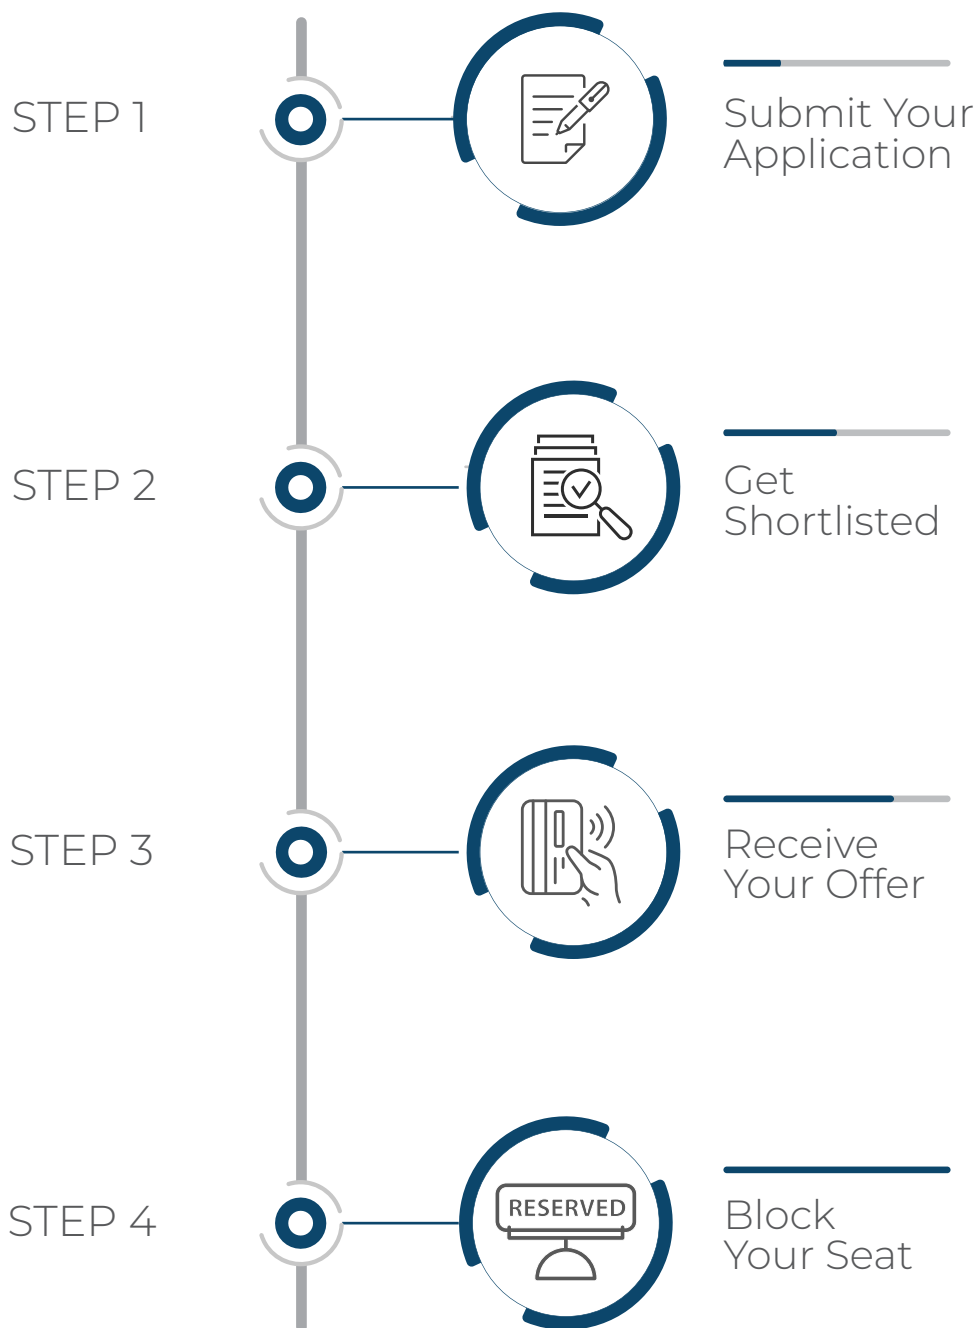 STEP 1
Submit Your
Application
STEP 2
Get
Shortlisted
STEP 3
Receive
Your Offer
STEP 4
RESERVED
Block
Your Seat